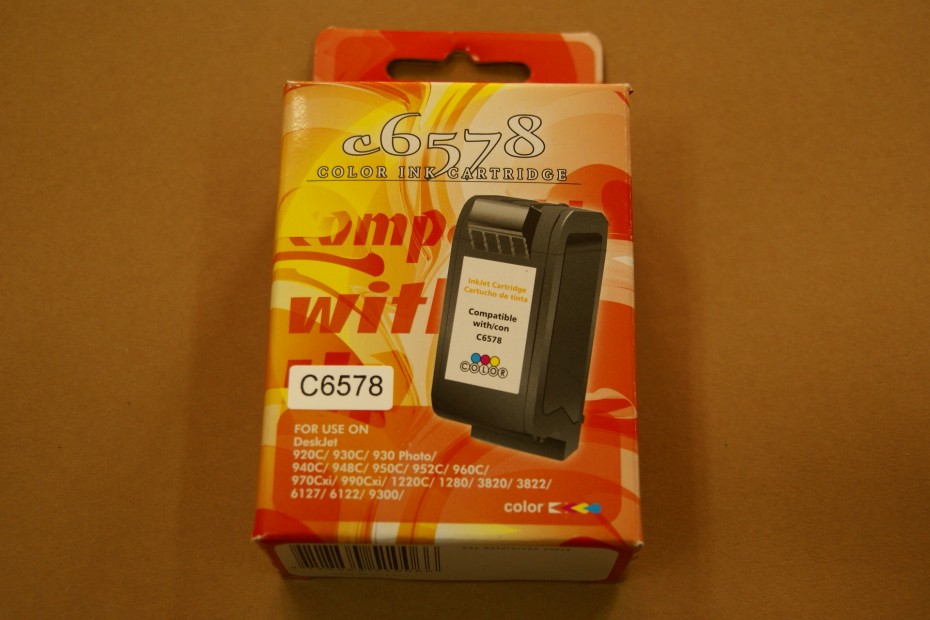 c6578
COLOR INK CARTRIDGE
with
InkJet Cartridge
Cartucho de tinta
Compatible
with/con
C6578
COLOR
C6578
FOR USE ON
DeskJet
920C/ 930C/ 930 Photo/
940C/ 948C/ 950C/ 952C/ 960C/
970Cxi/ 990Cxi/ 1220C/ 1280/ 3820/ 3822/
6127/ 6122/ 9300/
color